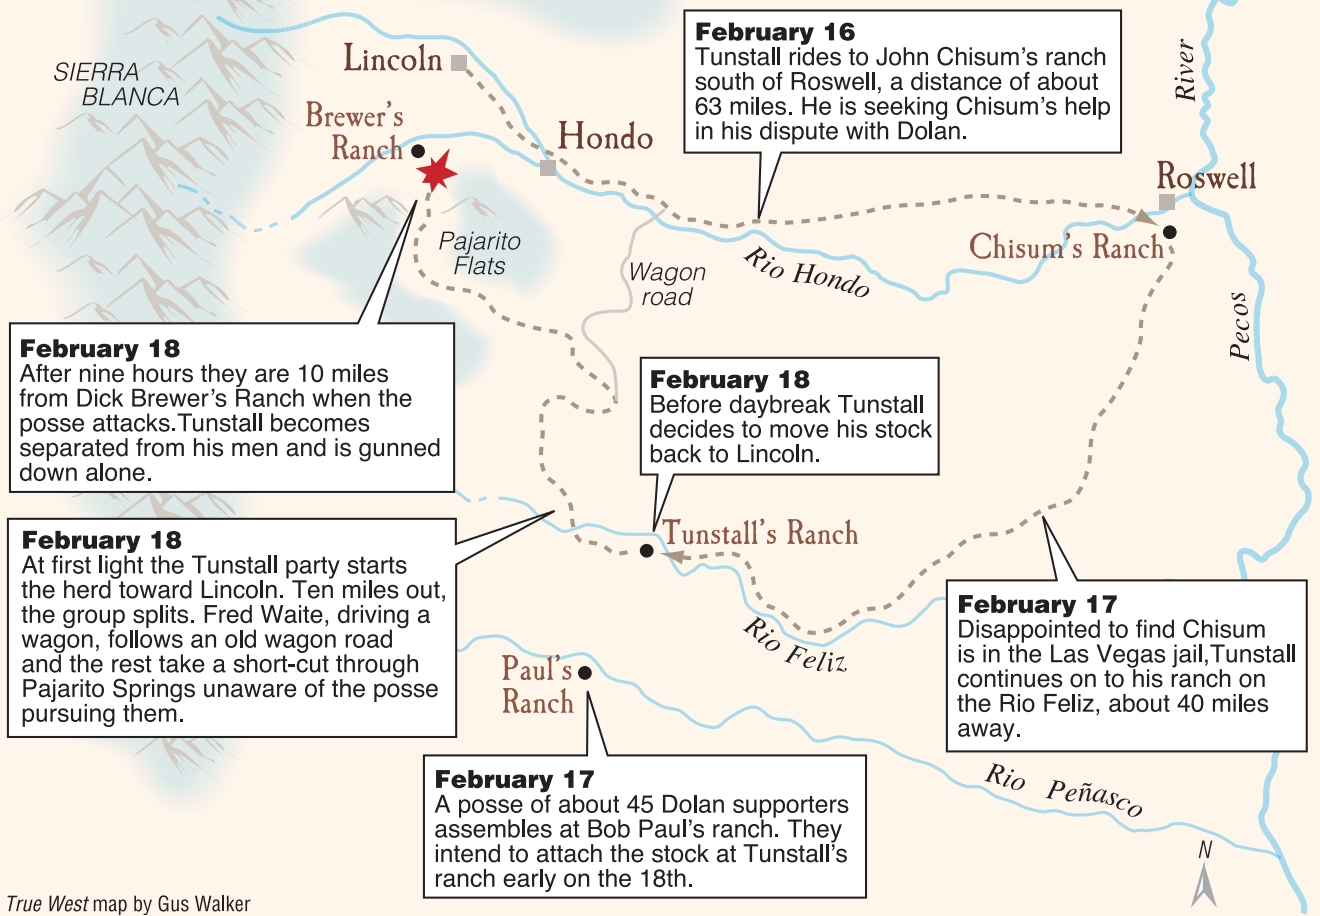 SIERRA
BLANCA
Lincoln
Brewer's
Ranch
Hondo
February 16
Tunstall rides to John Chisum's ranch
south of Roswell, a distance of about
63 miles. He is seeking Chisum's help
in his dispute with Dolan.
River
Roswell
Chisum's Ranch
Pajarito
Flats
Wagon
road
Rio Hondo
Pecos
February 18
After nine hours they are 10 miles
from Dick Brewer's Ranch when the
posse attacks.Tunstall becomes
separated from his men and is gunned
down alone.
February 18
Before daybreak Tunstall
decides to move his stock
back to Lincoln.
February 18
At first light the Tunstall party starts
the herd toward Lincoln. Ten miles out,
the group splits. Fred Waite, driving a
wagon, follows an old wagon road
and the rest take a short-cut through
Pajarito Springs unaware of the posse
pursuing them.
Tunstall's Ranch
Rio Feliz
February 17
Disappointed to find Chisum
is in the Las Vegas jail,Tunstall
continues on to his ranch on
the Rio Feliz, about 40 miles
away.
Paul's
Ranch
February 17
A posse of about 45 Dolan supporters
assembles at Bob Paul's ranch. They
intend to attach the stock at Tunstall's
ranch early on the 18th.
Rio Peñasco
N
True West map by Gus Walker